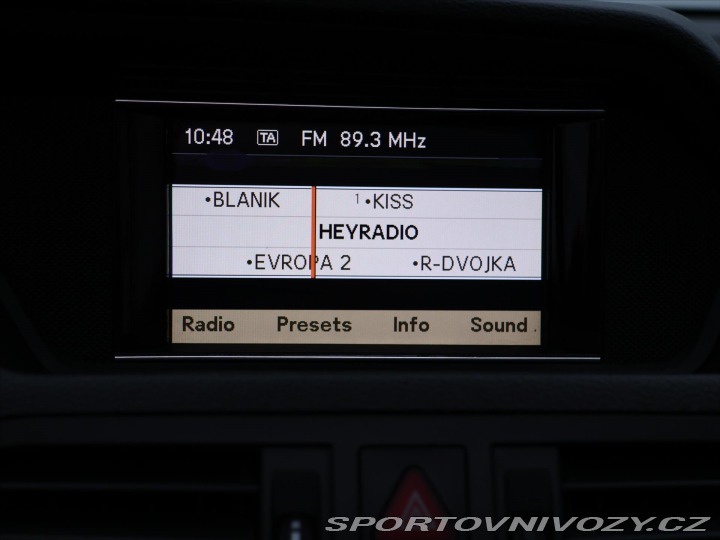 10:48 TA FM 89.3 MHz
•BLANIK 1•KISS
HEYRADIO
•EVROPA 2 •R-DVOJKA
Radio Presets Info Sound
SPORTOVNIVOZY.CZ